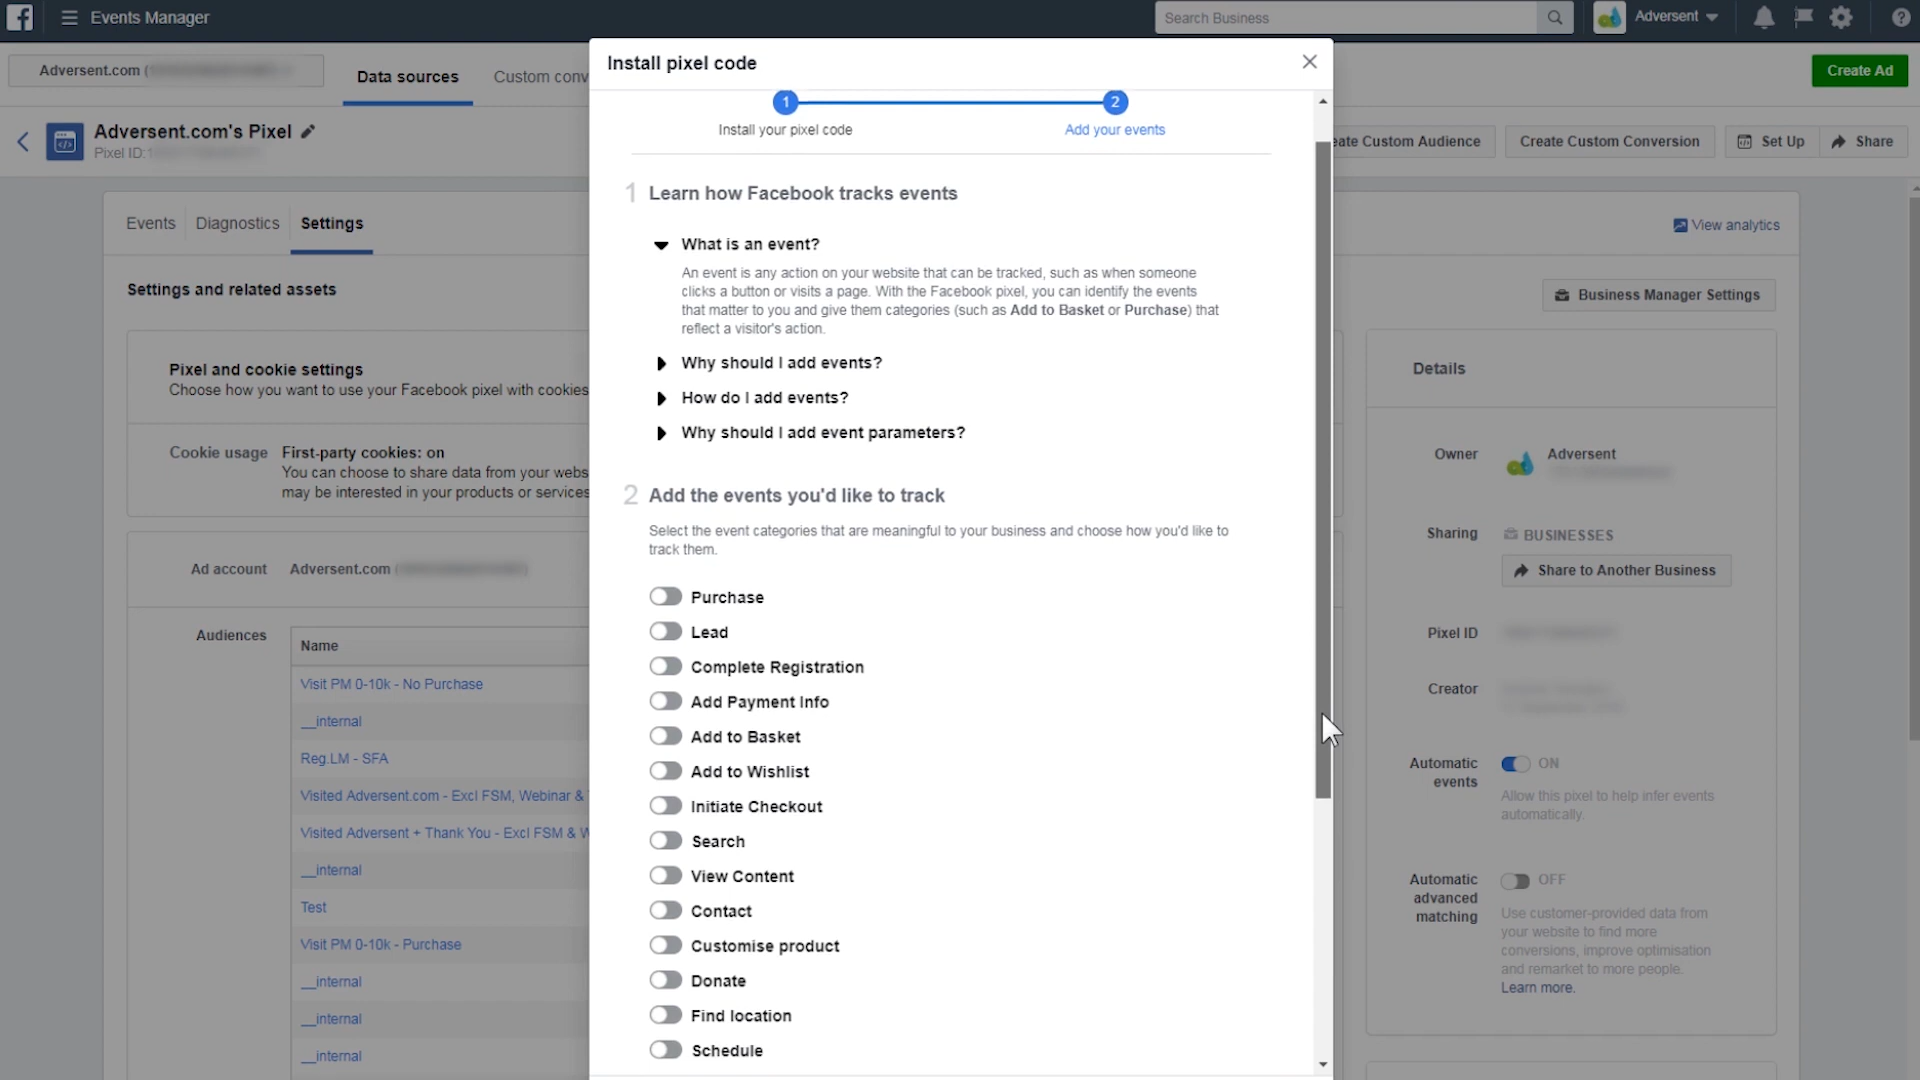 Events Manager
Search Business
Adversent
Adversent.com (
Data sources
Custom conv
Create Ad
Adversent.com's Pixel
Pixel ID:
Create Custom Conversion
Set Up
Share
eate Custom Audience
Events
Diagnostics
Settings
View analytics
Settings and related assets
Business Manager Settings
Pixel and cookie settings
Choose how you want to use your Facebook pixel with cookies
Cookie usage
First-party cookies: on
You can choose to share data from your webs
may be interested in your products or services
Ad account
Adversent.com (
Audiences
Name
Visit PM 0-10k - No Purchase
__internal
Reg.LM - SFA
Visited Adversent.com - Excl FSM, Webinar &
Visited Adversent + Thank You - Excl FSM & W
__internal
Test
Visit PM 0-10k - Purchase
__internal
__internal
__internal
Install pixel code
1
2
Install your pixel code
Add your events
1 Learn how Facebook tracks events
What is an event?
An event is any action on your website that can be tracked, such as when someone
clicks a button or visits a page. With the Facebook pixel, you can identify the events
that matter to you and give them categories (such as Add to Basket or Purchase) that
reflect a visitor's action.
Why should I add events?
How do I add events?
Why should I add event parameters?
2 Add the events you'd like to track
Select the event categories that are meaningful to your business and choose how you'd like to
track them.
Purchase
Lead
Complete Registration
Add Payment Info
Add to Basket
Add to Wishlist
Initiate Checkout
Search
View Content
Contact
Customise product
Donate
Find location
Schedule
Details
Owner
Adversent
Sharing
BUSINESSES
Share to Another Business
Pixel ID
Creator
Automatic
events
ON
Allow this pixel to help infer events
automatically.
Automatic
advanced
matching
OFF
Use customer-provided data from
your website to find more
conversions, improve optimisation
and remarket to more people.
Learn more.